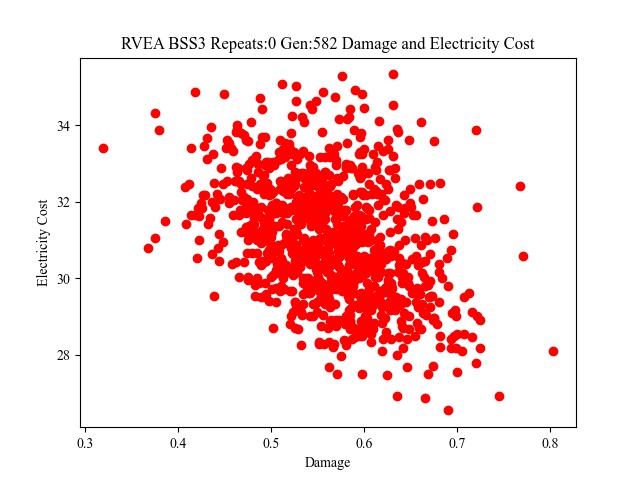 RVEA BSS3 Repeats:0 Gen:582 Damage and Electricity Cost
34
32
30
28
Electricity Cost
0.3 0.4 0.5 0.6 0.7 0.8
Damage